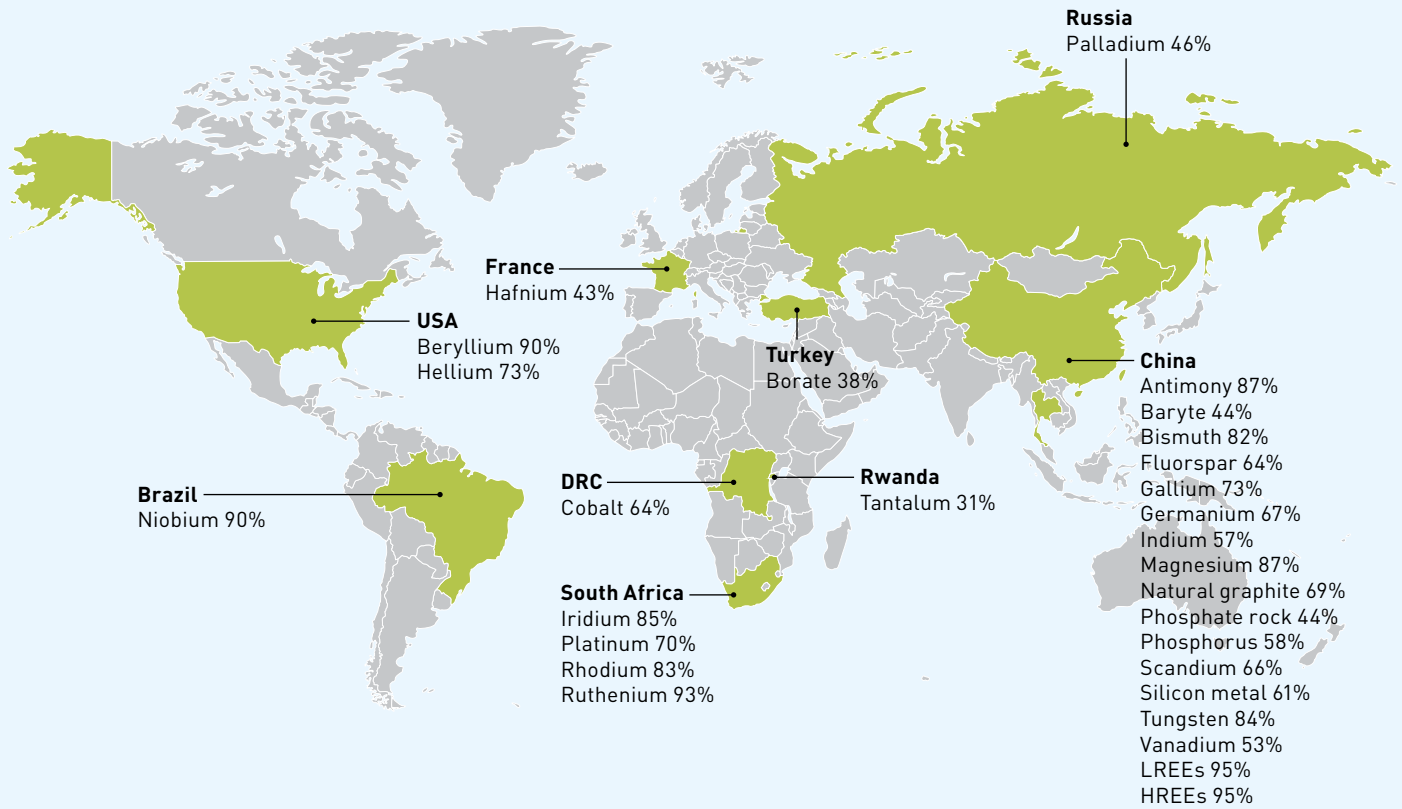 Russia
Palladium 46%
France
Hafnium 43%
USA
Beryllium 90%
Hellium 73%
Turkey
Borate 38%
China
Antimony 87%
Baryte 44%
Bismuth 82%
Fluorspar 64%
Gallium 73%
Germanium 67%
Indium 57%
Magnesium 87%
Natural graphite 69%
Phosphate rock 44%
Phosphorus 58%
Scandium 66%
Silicon metal 61%
Tungsten 84%
Vanadium 53%
LREEs 95%
HREEs 95%
Brazil
Niobium 90%
DRC
Cobalt 64%
Rwanda
Tantalum 31%
South Africa
Iridium 85%
Platinum 70%
Rhodium 83%
Ruthenium 93%